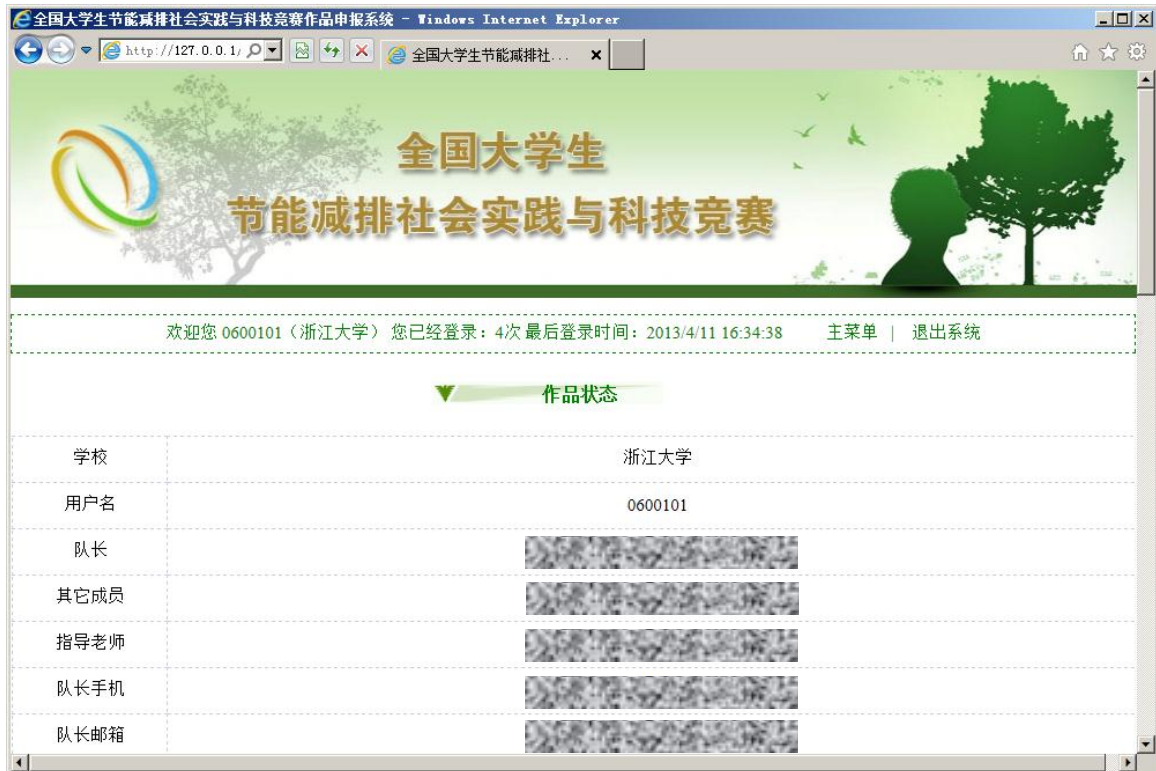 全国大学生节能减排社会实践与科技竞赛作品申报系统 - Windows Internet Explorer
http://127.0.0.1/
全国大学生节能减排社...
全国大学生
节能减排社会实践与科技竞赛
欢迎您 0600101（浙江大学） 您已经登录：4次 最后登录时间：2013/4/11 16:34:38 主菜单 | 退出系统
作品状态
学校 浙江大学
用户名 0600101
队长
其它成员
指导老师
队长手机
队长邮箱